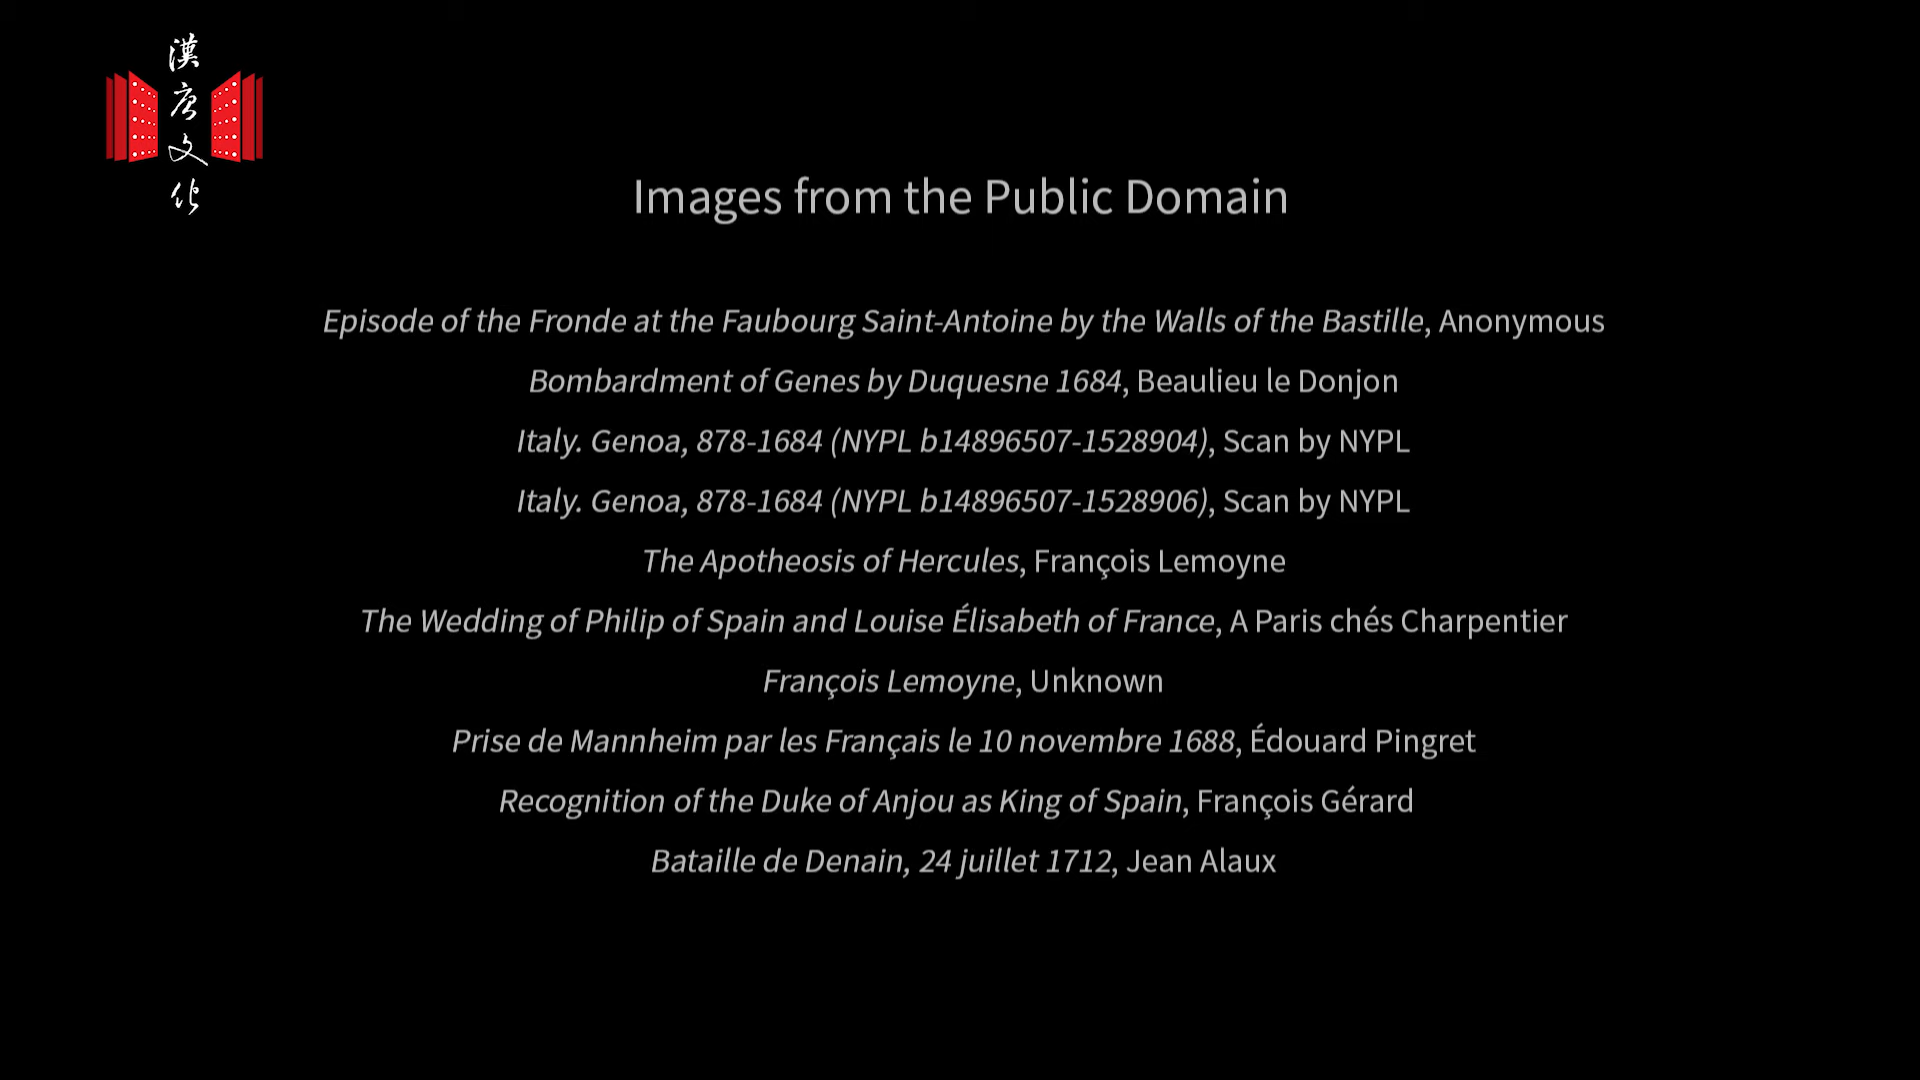 漢
唐
文
化
Images from the Public Domain
Episode of the Fronde at the Faubourg Saint-Antoine by the Walls of the Bastille, Anonymous
Bombardment of Genes by Duquesne 1684, Beaulieu le Donjon
Italy. Genoa, 878-1684 (NYPL b14896507-1528904), Scan by NYPL
Italy. Genoa, 878-1684 (NYPL b14896507-1528906), Scan by NYPL
The Apotheosis of Hercules, François Lemoyne
The Wedding of Philip of Spain and Louise Élisabeth of France, A Paris chés Charpentier
François Lemoyne, Unknown
Prise de Mannheim par les Français le 10 novembre 1688, Édouard Pingret
Recognition of the Duke of Anjou as King of Spain, François Gérard
Bataille de Denain, 24 juillet 1712, Jean Alaux